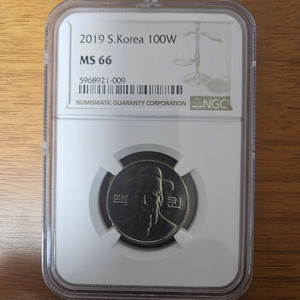 2019 S.Korea 100W
MS 66
5968921-009
NUMISMATIC GUARANTY CORPORATION
NGC
백 원